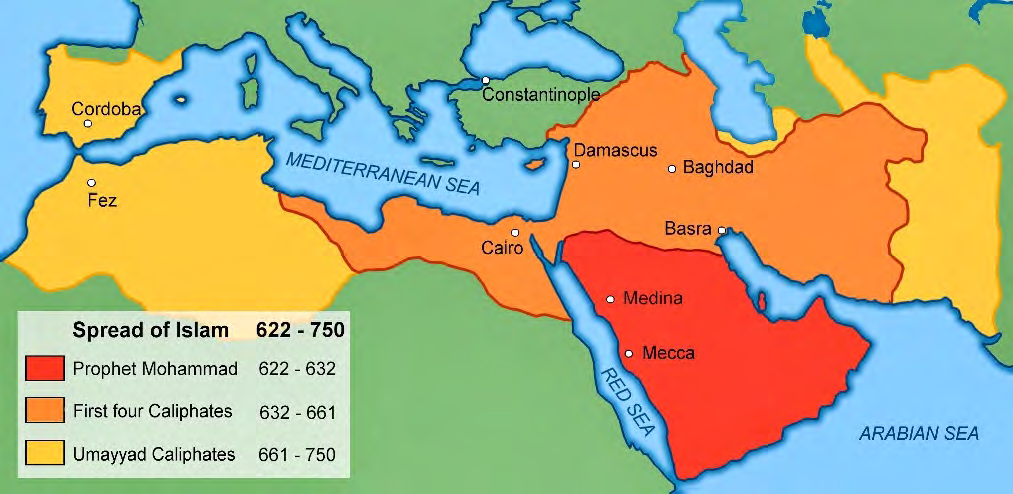 Constantinople
Cordoba
Damascus
Baghdad
MEDITERRANEAN SEA
Fez
Basra
Cairo
Medina
Mecca
RED SEA
ARABIAN SEA
Spread of Islam 622 - 750
Prophet Mohammad 622 - 632
First four Caliphates 632 - 661
Umayyad Caliphates 661 - 750